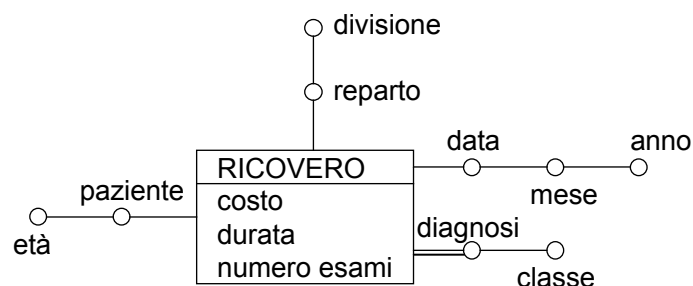 divisione
reparto
data
anno
RICOVERO
paziente
mese
costo
età
durata
diagnosi
numero esami
classe